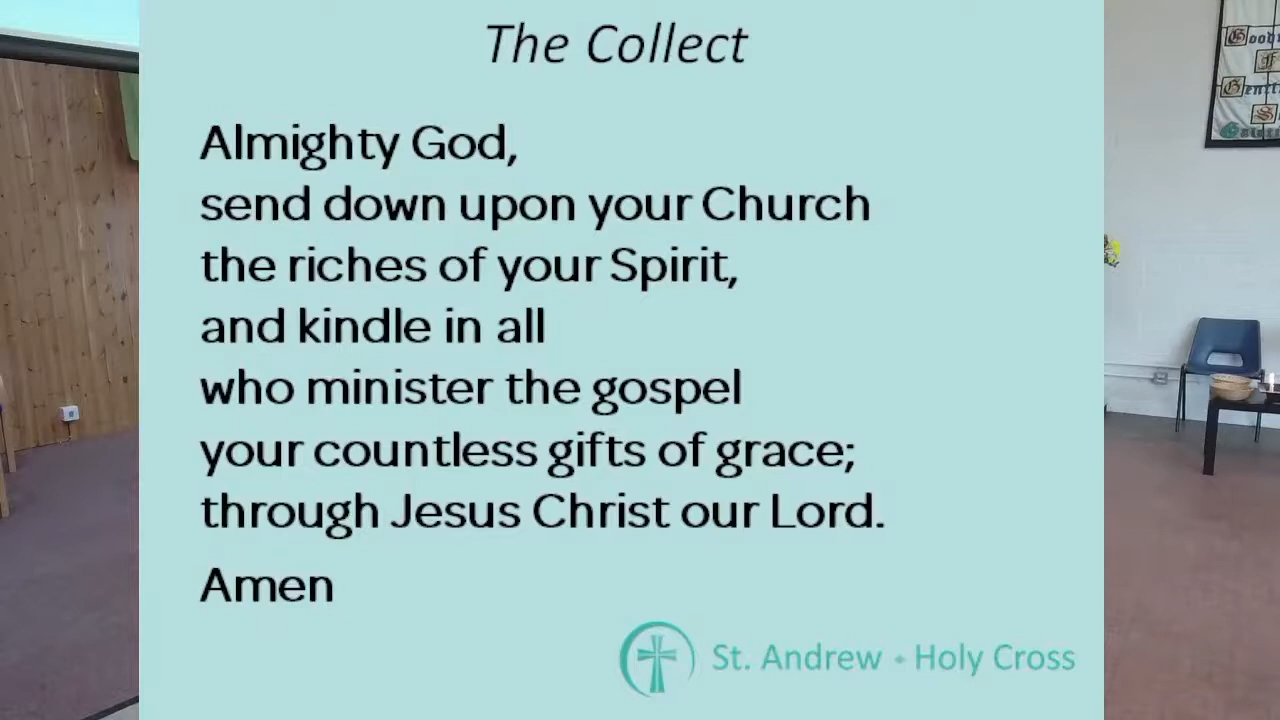 The Collect
Almighty God,
send down upon your Church
the riches of your Spirit,
and kindle in all
who minister the gospel
your countless gifts of grace;
through Jesus Christ our Lord.
Amen
St. Andrew • Holy Cross